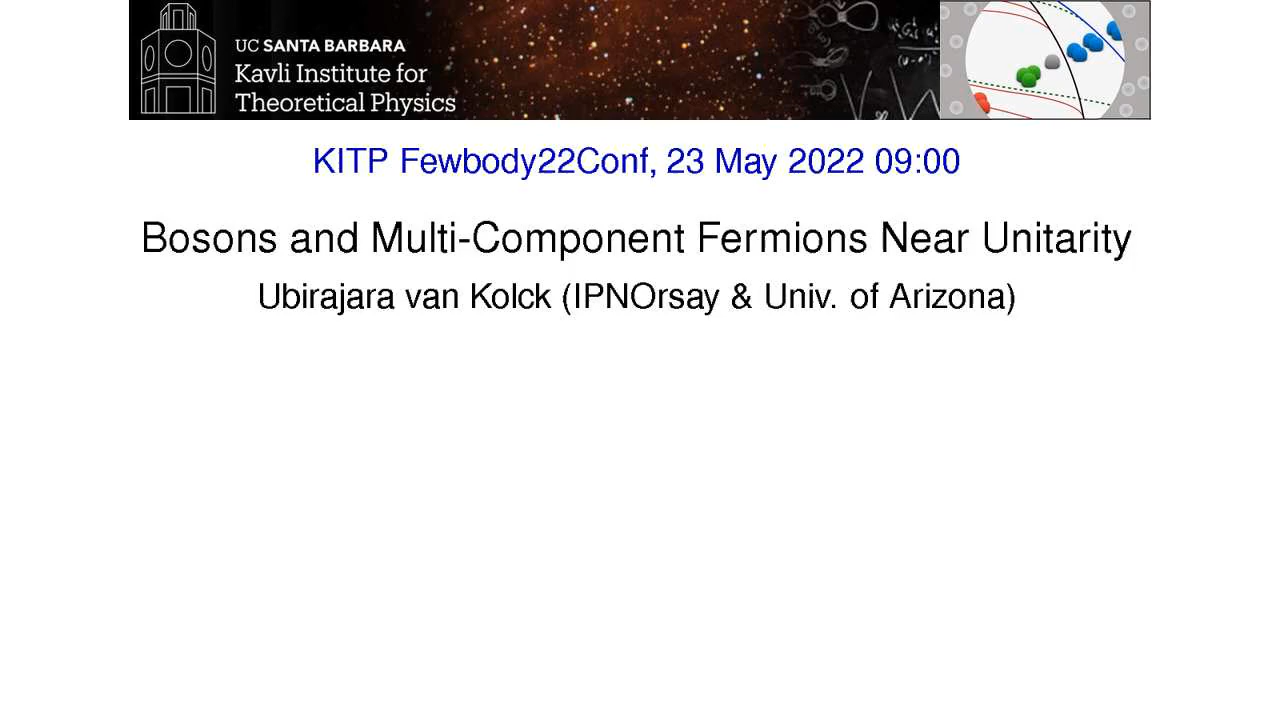 UC SANTA BARBARA
Kavli Institute for
Theoretical Physics
KITP Fewbody22Conf, 23 May 2022 09:00
Bosons and Multi-Component Fermions Near Unitarity
Ubirajara van Kolck (IPNOrsay & Univ. of Arizona)